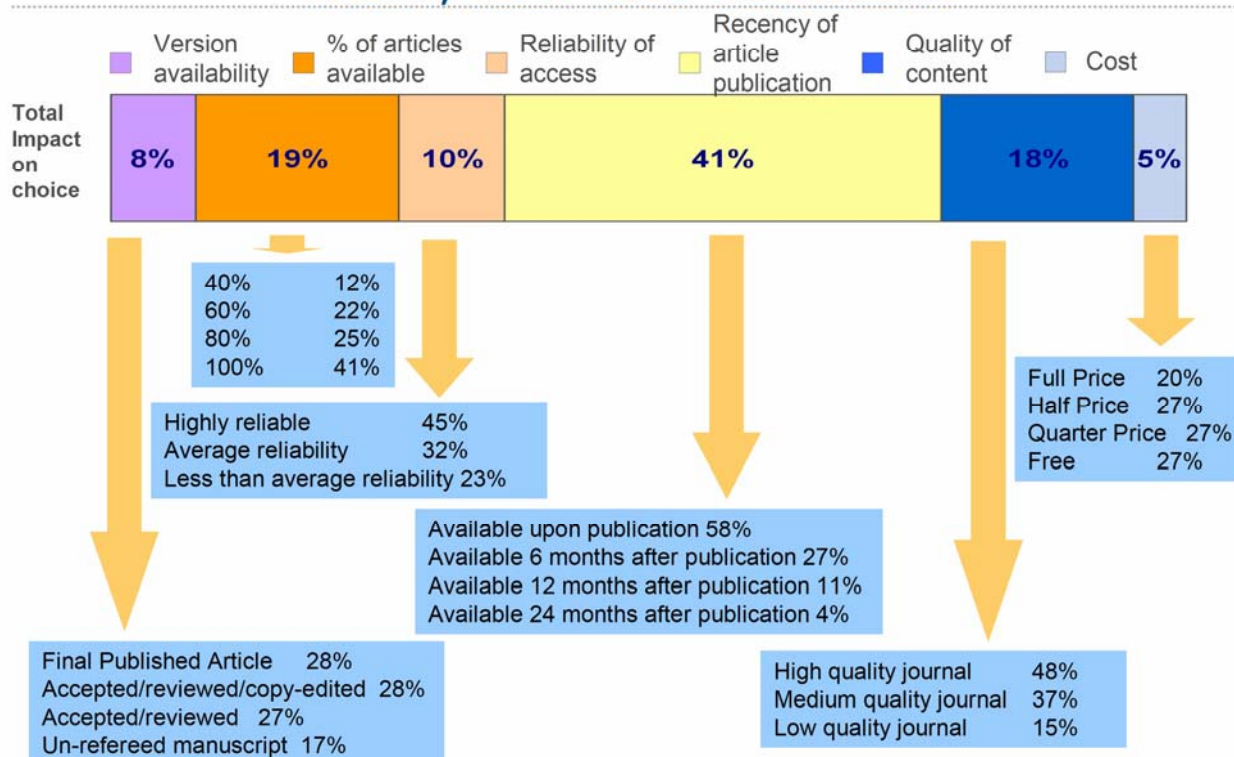 Version
availability
% of articles
available
Reliability of
access
Recency of
article
publication
Quality of
content
Cost
Total
Impact
on
choice
8%
19%
10%
41%
18%
5%
40% 12%
60% 22%
80% 25%
100% 41%
Highly reliable 45%
Average reliability 32%
Less than average reliability 23%
Full Price 20%
Half Price 27%
Quarter Price 27%
Free 27%
Available upon publication 58%
Available 6 months after publication 27%
Available 12 months after publication 11%
Available 24 months after publication 4%
Final Published Article 28%
Accepted/reviewed/copy-edited 28%
Accepted/reviewed 27%
Un-refereed manuscript 17%
High quality journal 48%
Medium quality journal 37%
Low quality journal 15%